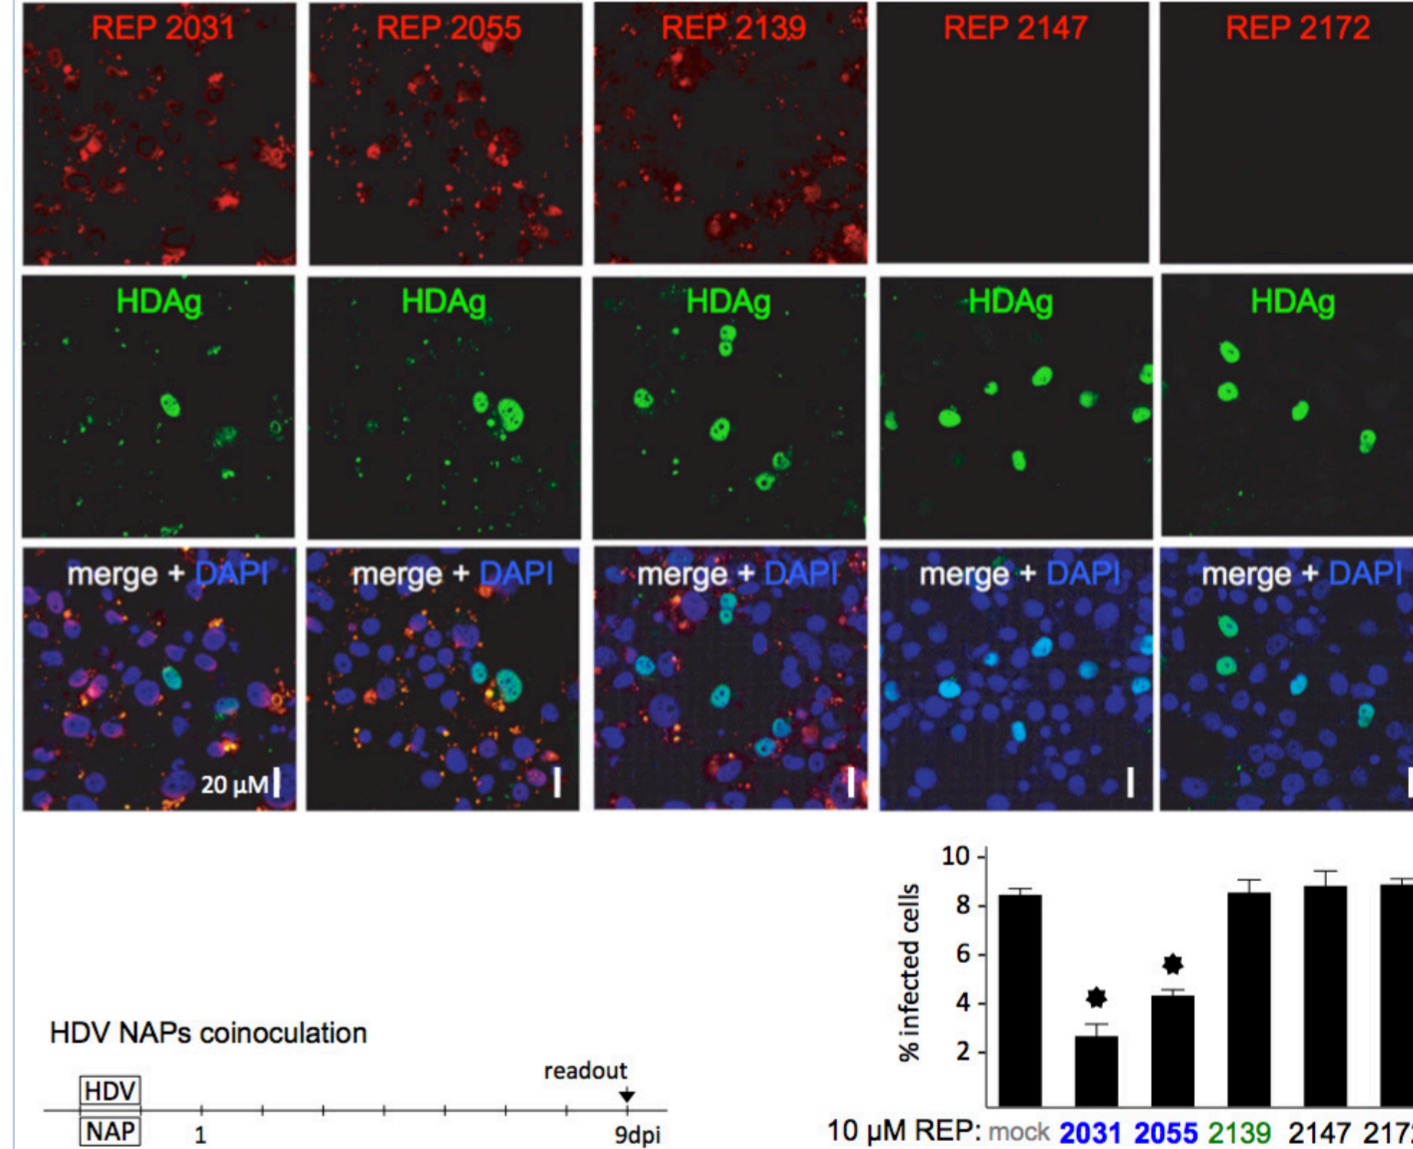 REP 2031 REP 2055 REP 2139 REP 2147 REP 2172
HDAg HDAg HDAg HDAg HDAg
merge + DAPI merge + DAPI merge + DAPI merge + DAPI merge + DAPI
20 µM
10
8
6
4
2
% infected cells
HDV NAPs coinoculation
readout
HDV
NAP 1 9dpi
10 µM REP: mock 2031 2055 2139 2147